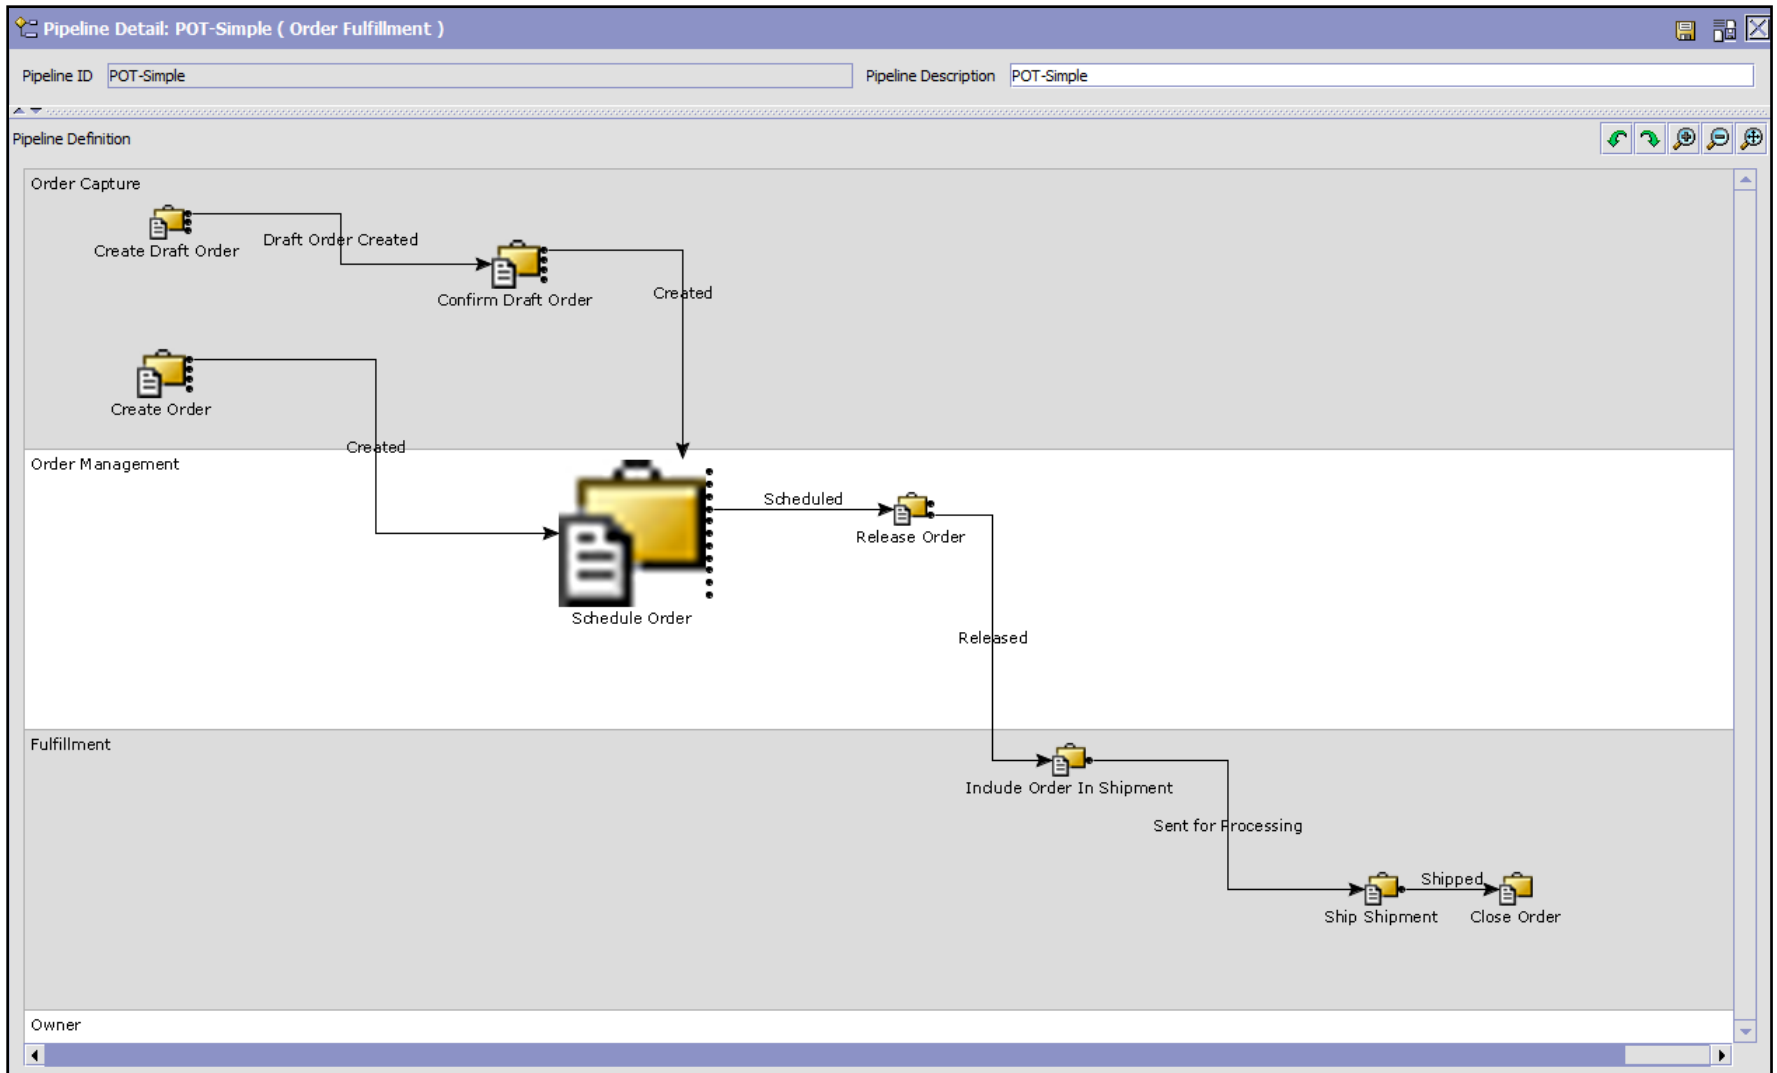 Pipeline Detail: POT-Simple ( Order Fulfillment )
Pipeline ID POT-Simple Pipeline Description POT-Simple
Pipeline Definition
Order Capture
Create Draft Order
Draft Order Created
Confirm Draft Order
Created
Create Order
Created
Order Management
Scheduled
Release Order
Schedule Order
Released
Fulfillment
Include Order In Shipment
Sent for Processing
Shipped
Ship Shipment
Close Order
Owner